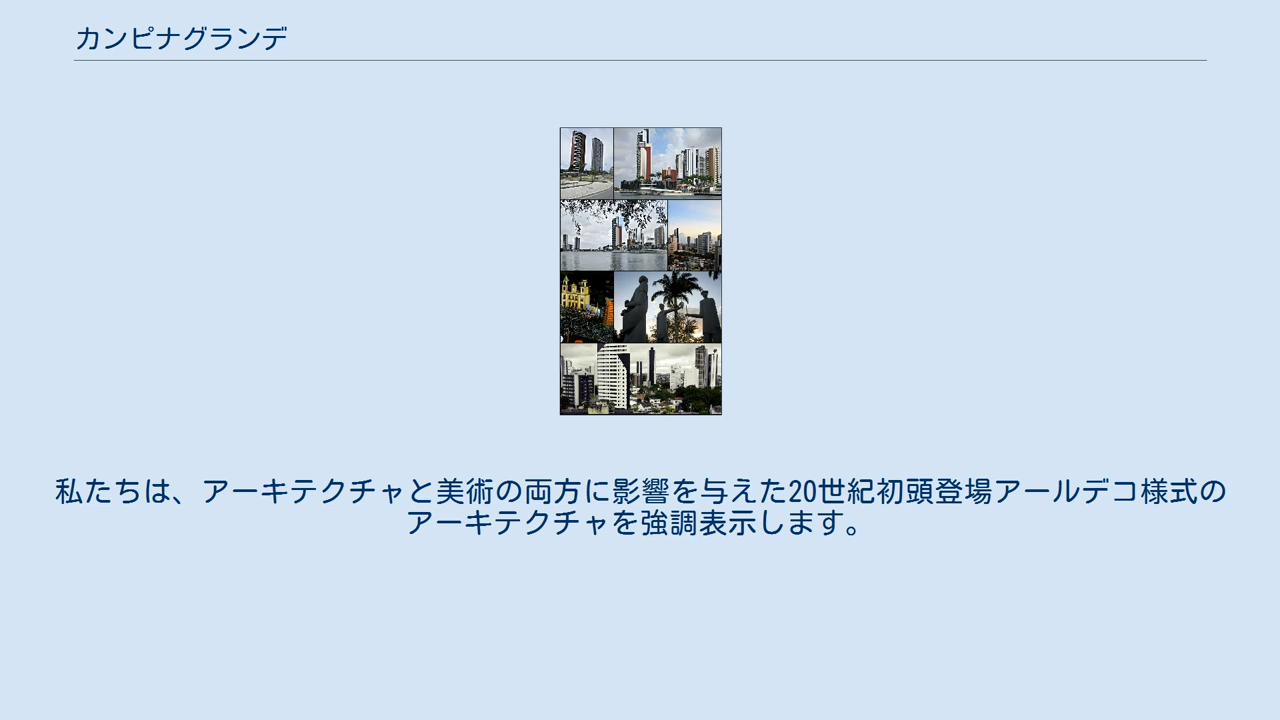 カンピナグランデ
私たちは、アーキテクチャと美術の両方に影響を与えた20世紀初頭登場アールデコ様式の
アーキテクチャを強調表示します。